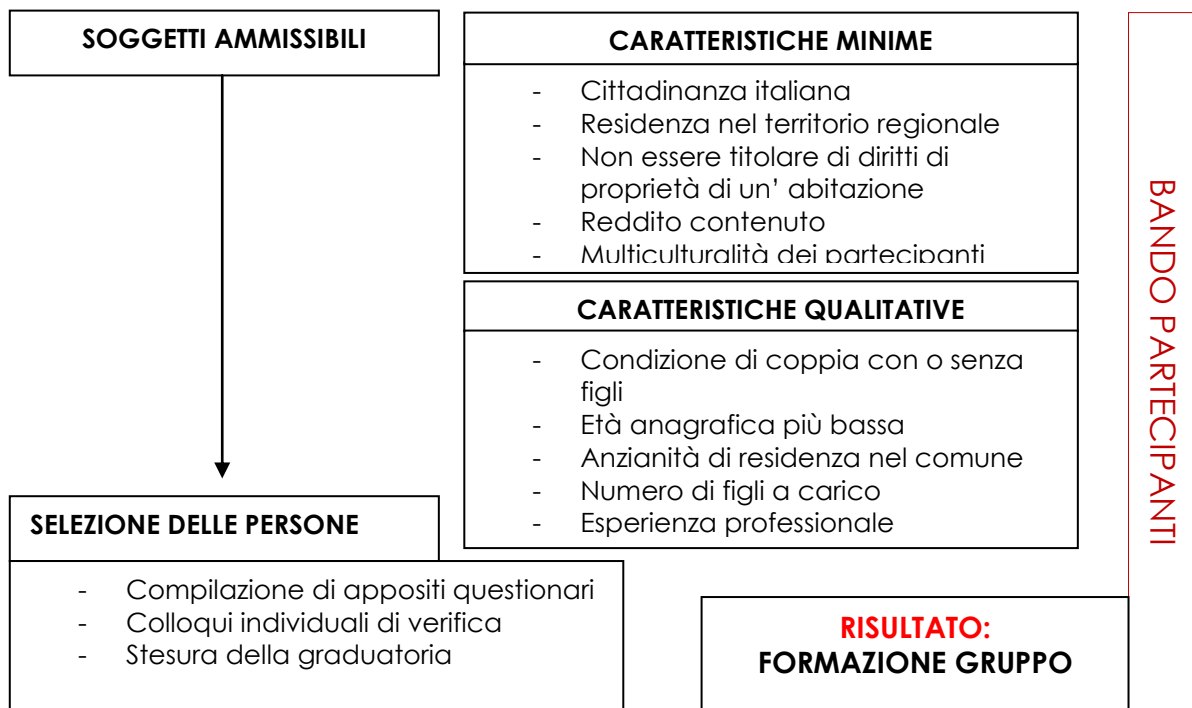 SOGGETTI AMMISSIBILI
CARATTERISTICHE MINIME
- Cittadinanza italiana
- Residenza nel territorio regionale
- Non essere titolare di diritti di
proprietà di un' abitazione
- Reddito contenuto
- Multiculturalità dei partecipanti
CARATTERISTICHE QUALITATIVE
- Condizione di coppia con o senza
figli
- Età anagrafica più bassa
- Anzianità di residenza nel comune
- Numero di figli a carico
- Esperienza professionale
SELEZIONE DELLE PERSONE
- Compilazione di appositi questionari
- Colloqui individuali di verifica
- Stesura della graduatoria
RISULTATO:
FORMAZIONE GRUPPO
BANDO PARTECIPANTI